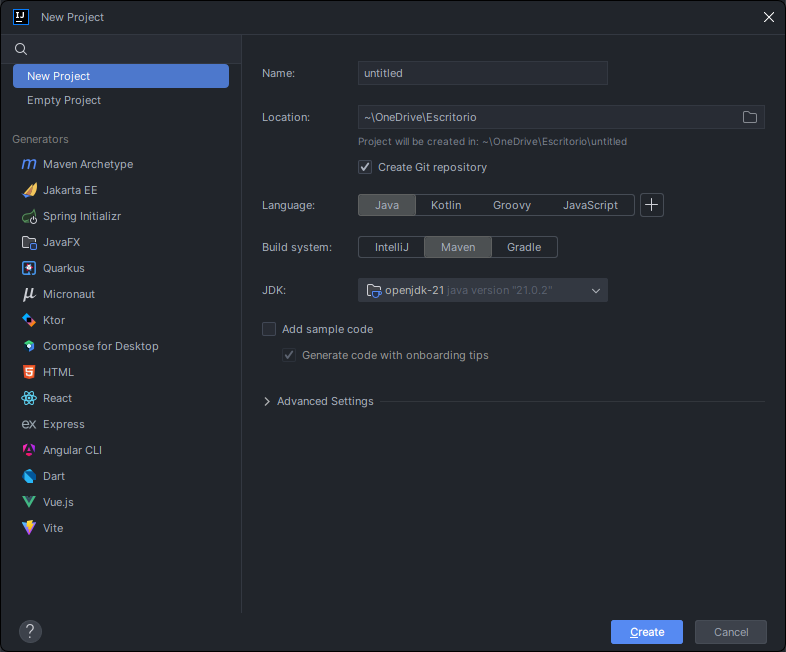 New Project
New Project
Empty Project
Generators
Maven Archetype
Jakarta EE
Spring Initializr
JavaFX
Quarkus
Micronaut
Ktor
Compose for Desktop
HTML
React
Express
Angular CLI
Dart
Vue.js
Vite
Name: untitled
Location: ~\OneDrive\Escritorio
Project will be created in: ~\OneDrive\Escritorio\untitled
Create Git repository
Language: Java Kotlin Groovy JavaScript
Build system: IntelliJ Maven Gradle
JDK: openjdk-21 java version "21.0.2"
Add sample code
Generate code with onboarding tips
Advanced Settings
? Create Cancel